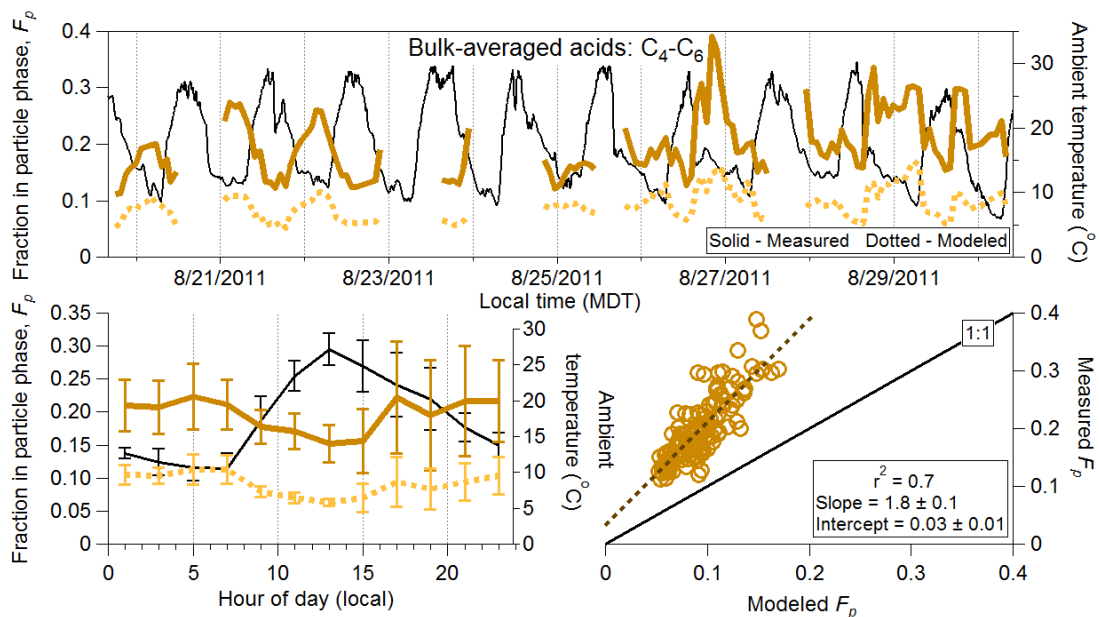 Bulk-averaged acids: C4-C6
Fraction in particle phase, Fp
0.4
0.3
0.2
0.1
0
30
20
10
0
Ambient temperature (°C)
Solid - Measured Dotted - Modeled
8/21/2011 8/23/2011 8/25/2011 8/27/2011 8/29/2011
Local time (MDT)
Fraction in particle phase, Fp
0.35
0.30
0.25
0.20
0.15
0.10
0.05
0.00
30
25
20
15
10
5
0
Ambient temperature (°C)
0 5 10 15 20
Hour of day (local)
1:1
0.4
0.3
0.2
0.1
0
Measured Fp
r2 = 0.7
Slope = 1.8 ± 0.1
Intercept = 0.03 ± 0.01
0 0.1 0.2 0.3 0.4
Modeled Fp